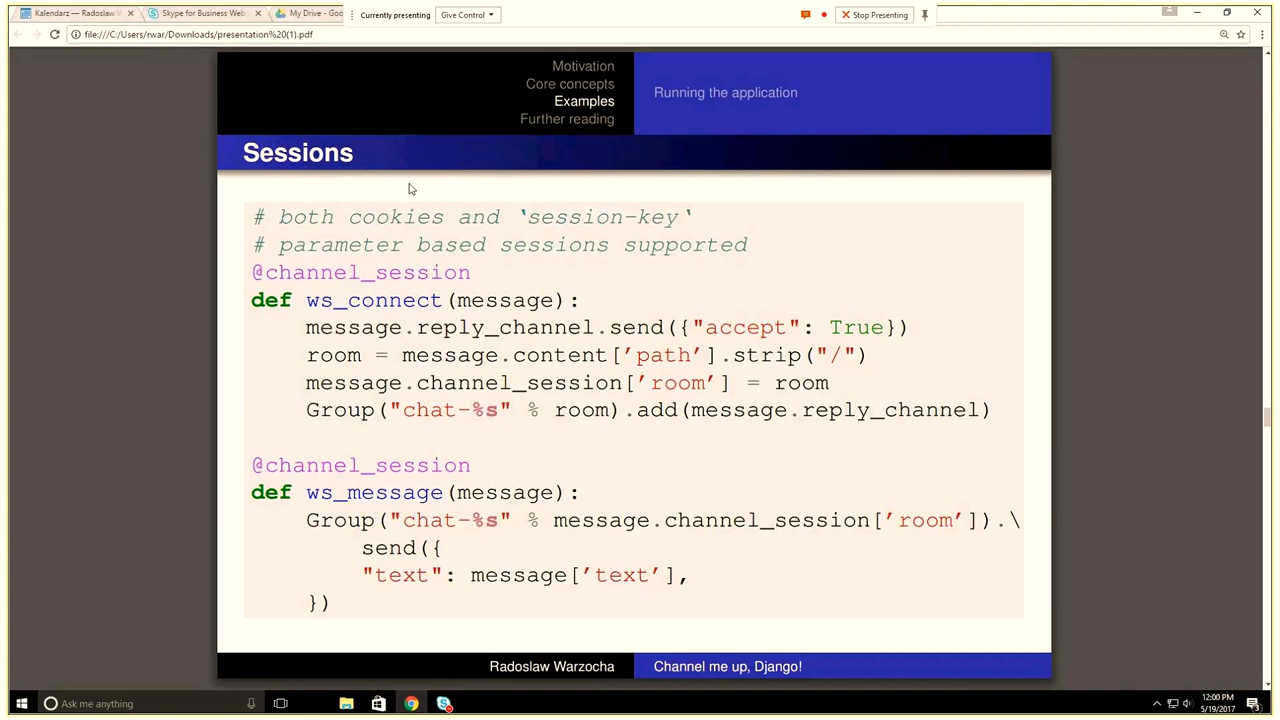 Kalendarz — Radoslaw W
Skype for Business Web
My Drive - Goo
Currently presenting
Give Control
Stop Presenting
file:///C:/Users/rwar/Downloads/presentation%20(1).pdf
Motivation
Core concepts
Examples
Further reading
Running the application
Sessions
# both cookies and ‘session-key‘
# parameter based sessions supported
@channel_session
def ws_connect(message):
message.reply_channel.send({"accept": True})
room = message.content['path'].strip("/")
message.channel_session['room'] = room
Group("chat-%s" % room).add(message.reply_channel)
@channel_session
def ws_message(message):
Group("chat-%s" % message.channel_session['room']).\
send({
"text": message['text'],
})
Radoslaw Warzocha
Channel me up, Django!
Ask me anything
12:00 PM
5/19/2017